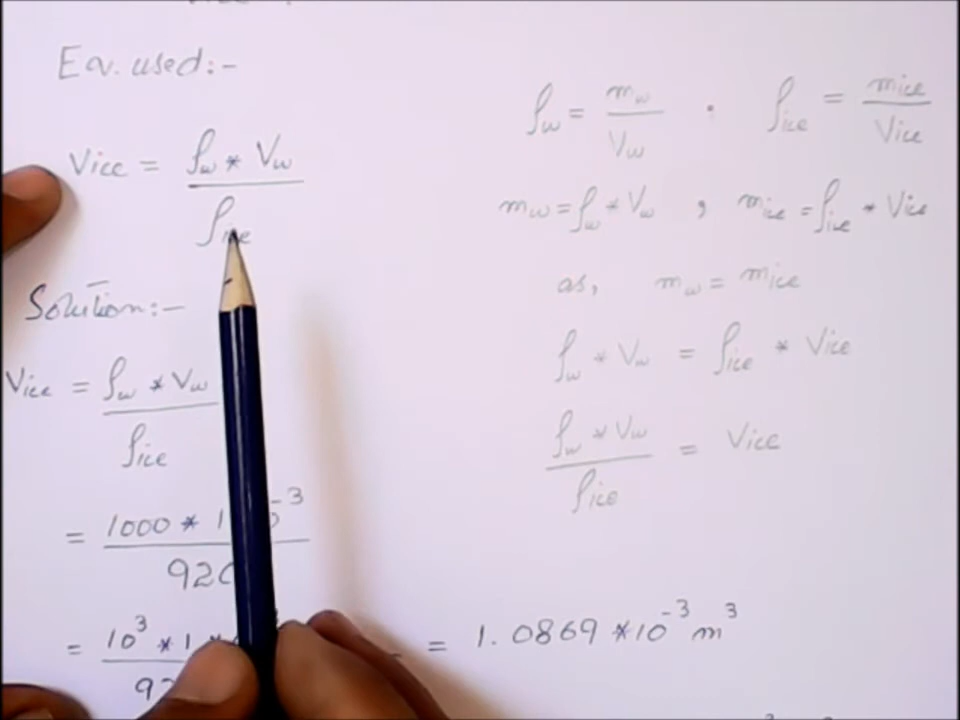 Eq. used:-
Vice = ρw * Vw / ρice
Solution:-
Vice = ρw * Vw / ρice
= 1000 * 1 -3 / 920
= 10³ * 1 * / 92 = 1.0869 * 10⁻³ m³
ρw = mw / Vw . ρice = mice / Vice
mw = ρw * Vw , mice = ρice * Vice
as, mw = mice
ρw * Vw = ρice * Vice
ρw * Vw / ρice = Vice